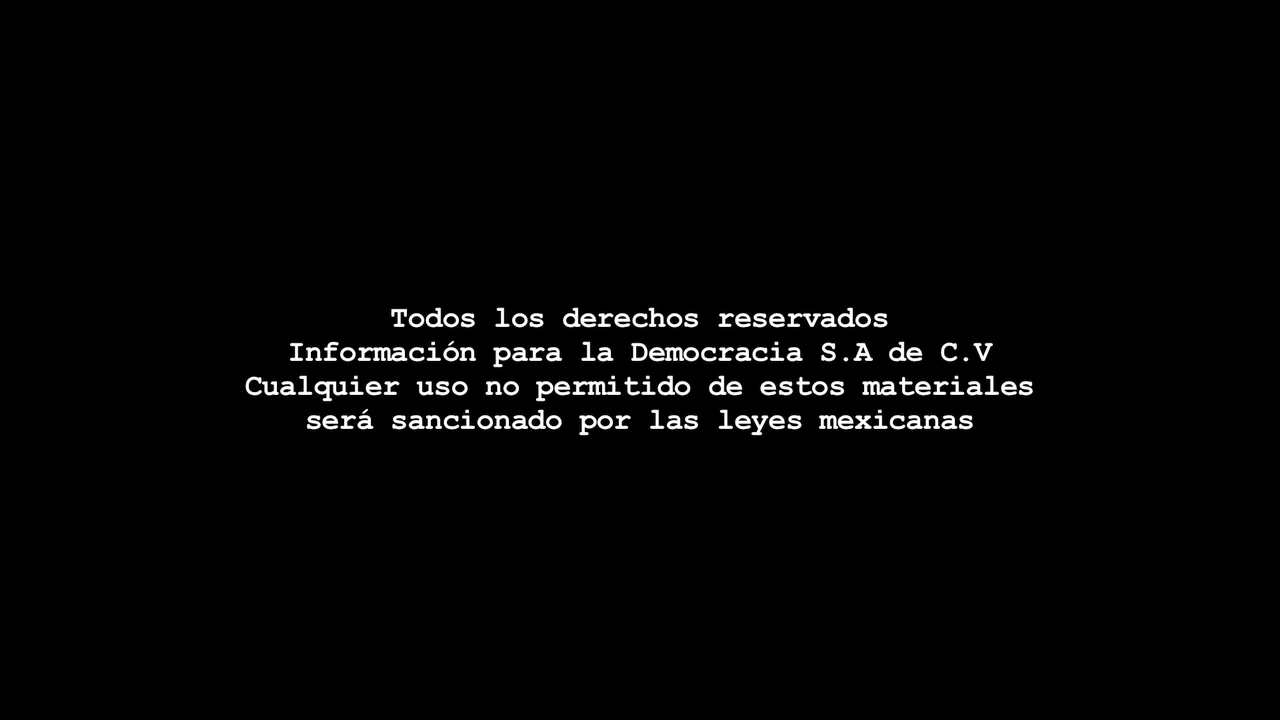 Todos los derechos reservados
Información para la Democracia S.A de C.V
Cualquier uso no permitido de estos materiales
será sancionado por las leyes mexicanas